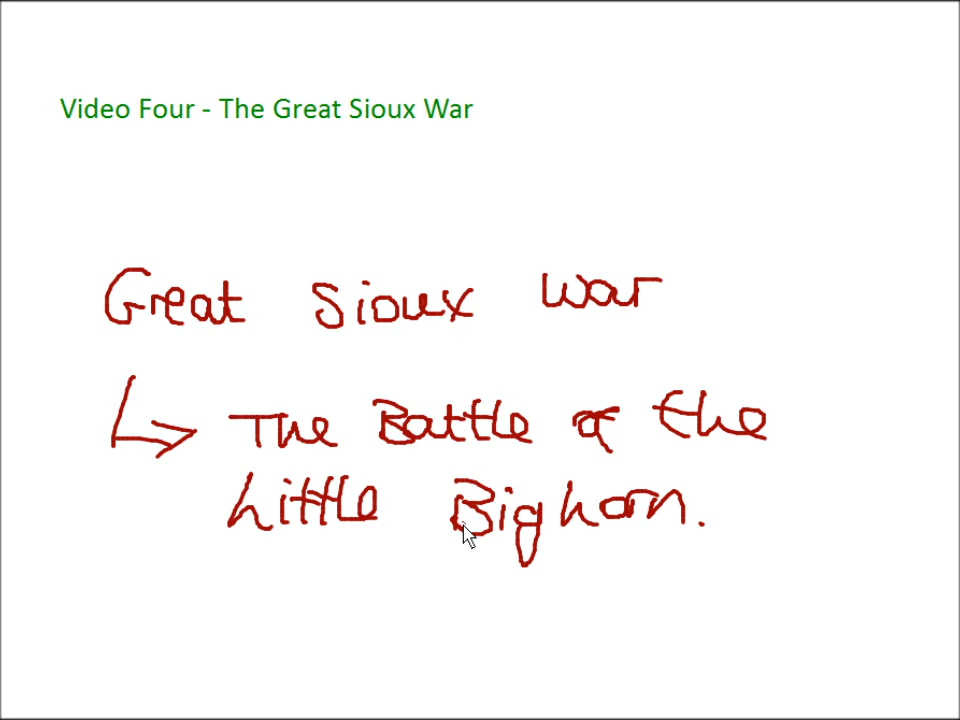 Video Four - The Great Sioux War
Great Sioux War
The Battle of the
Little Bighorn.